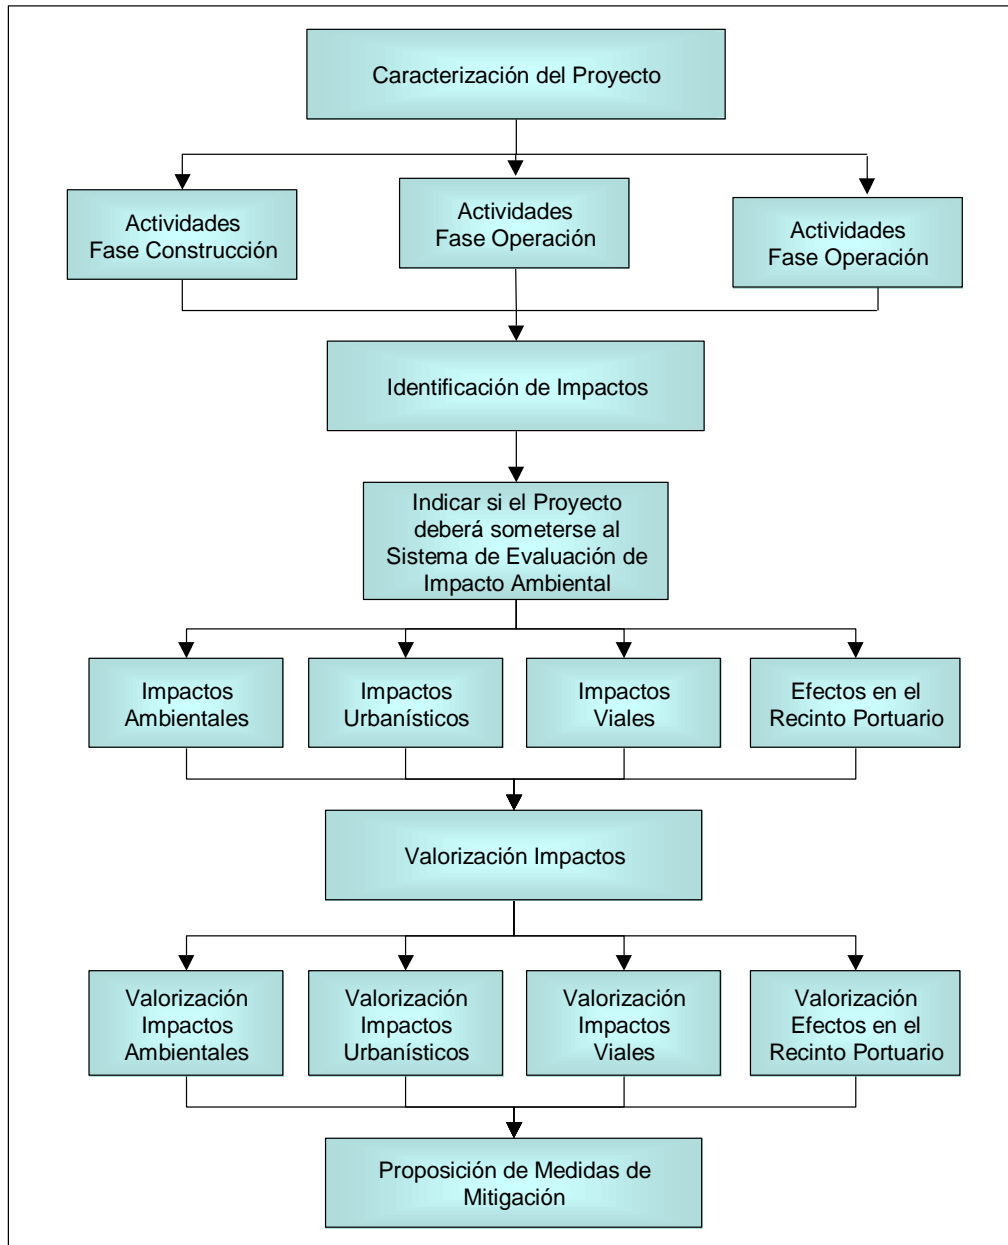 Caracterización del Proyecto
Actividades
Fase Construcción
Actividades
Fase Operación
Actividades
Fase Operación
Identificación de Impactos
Indicar si el Proyecto
deberá someterse al
Sistema de Evaluación de
Impacto Ambiental
Impactos
Ambientales
Impactos
Urbanísticos
Impactos
Viales
Efectos en el
Recinto Portuario
Valorización Impactos
Valorización
Impactos
Ambientales
Valorización
Impactos
Urbanísticos
Valorización
Impactos
Viales
Valorización
Efectos en el
Recinto Portuario
Proposición de Medidas de
Mitigación